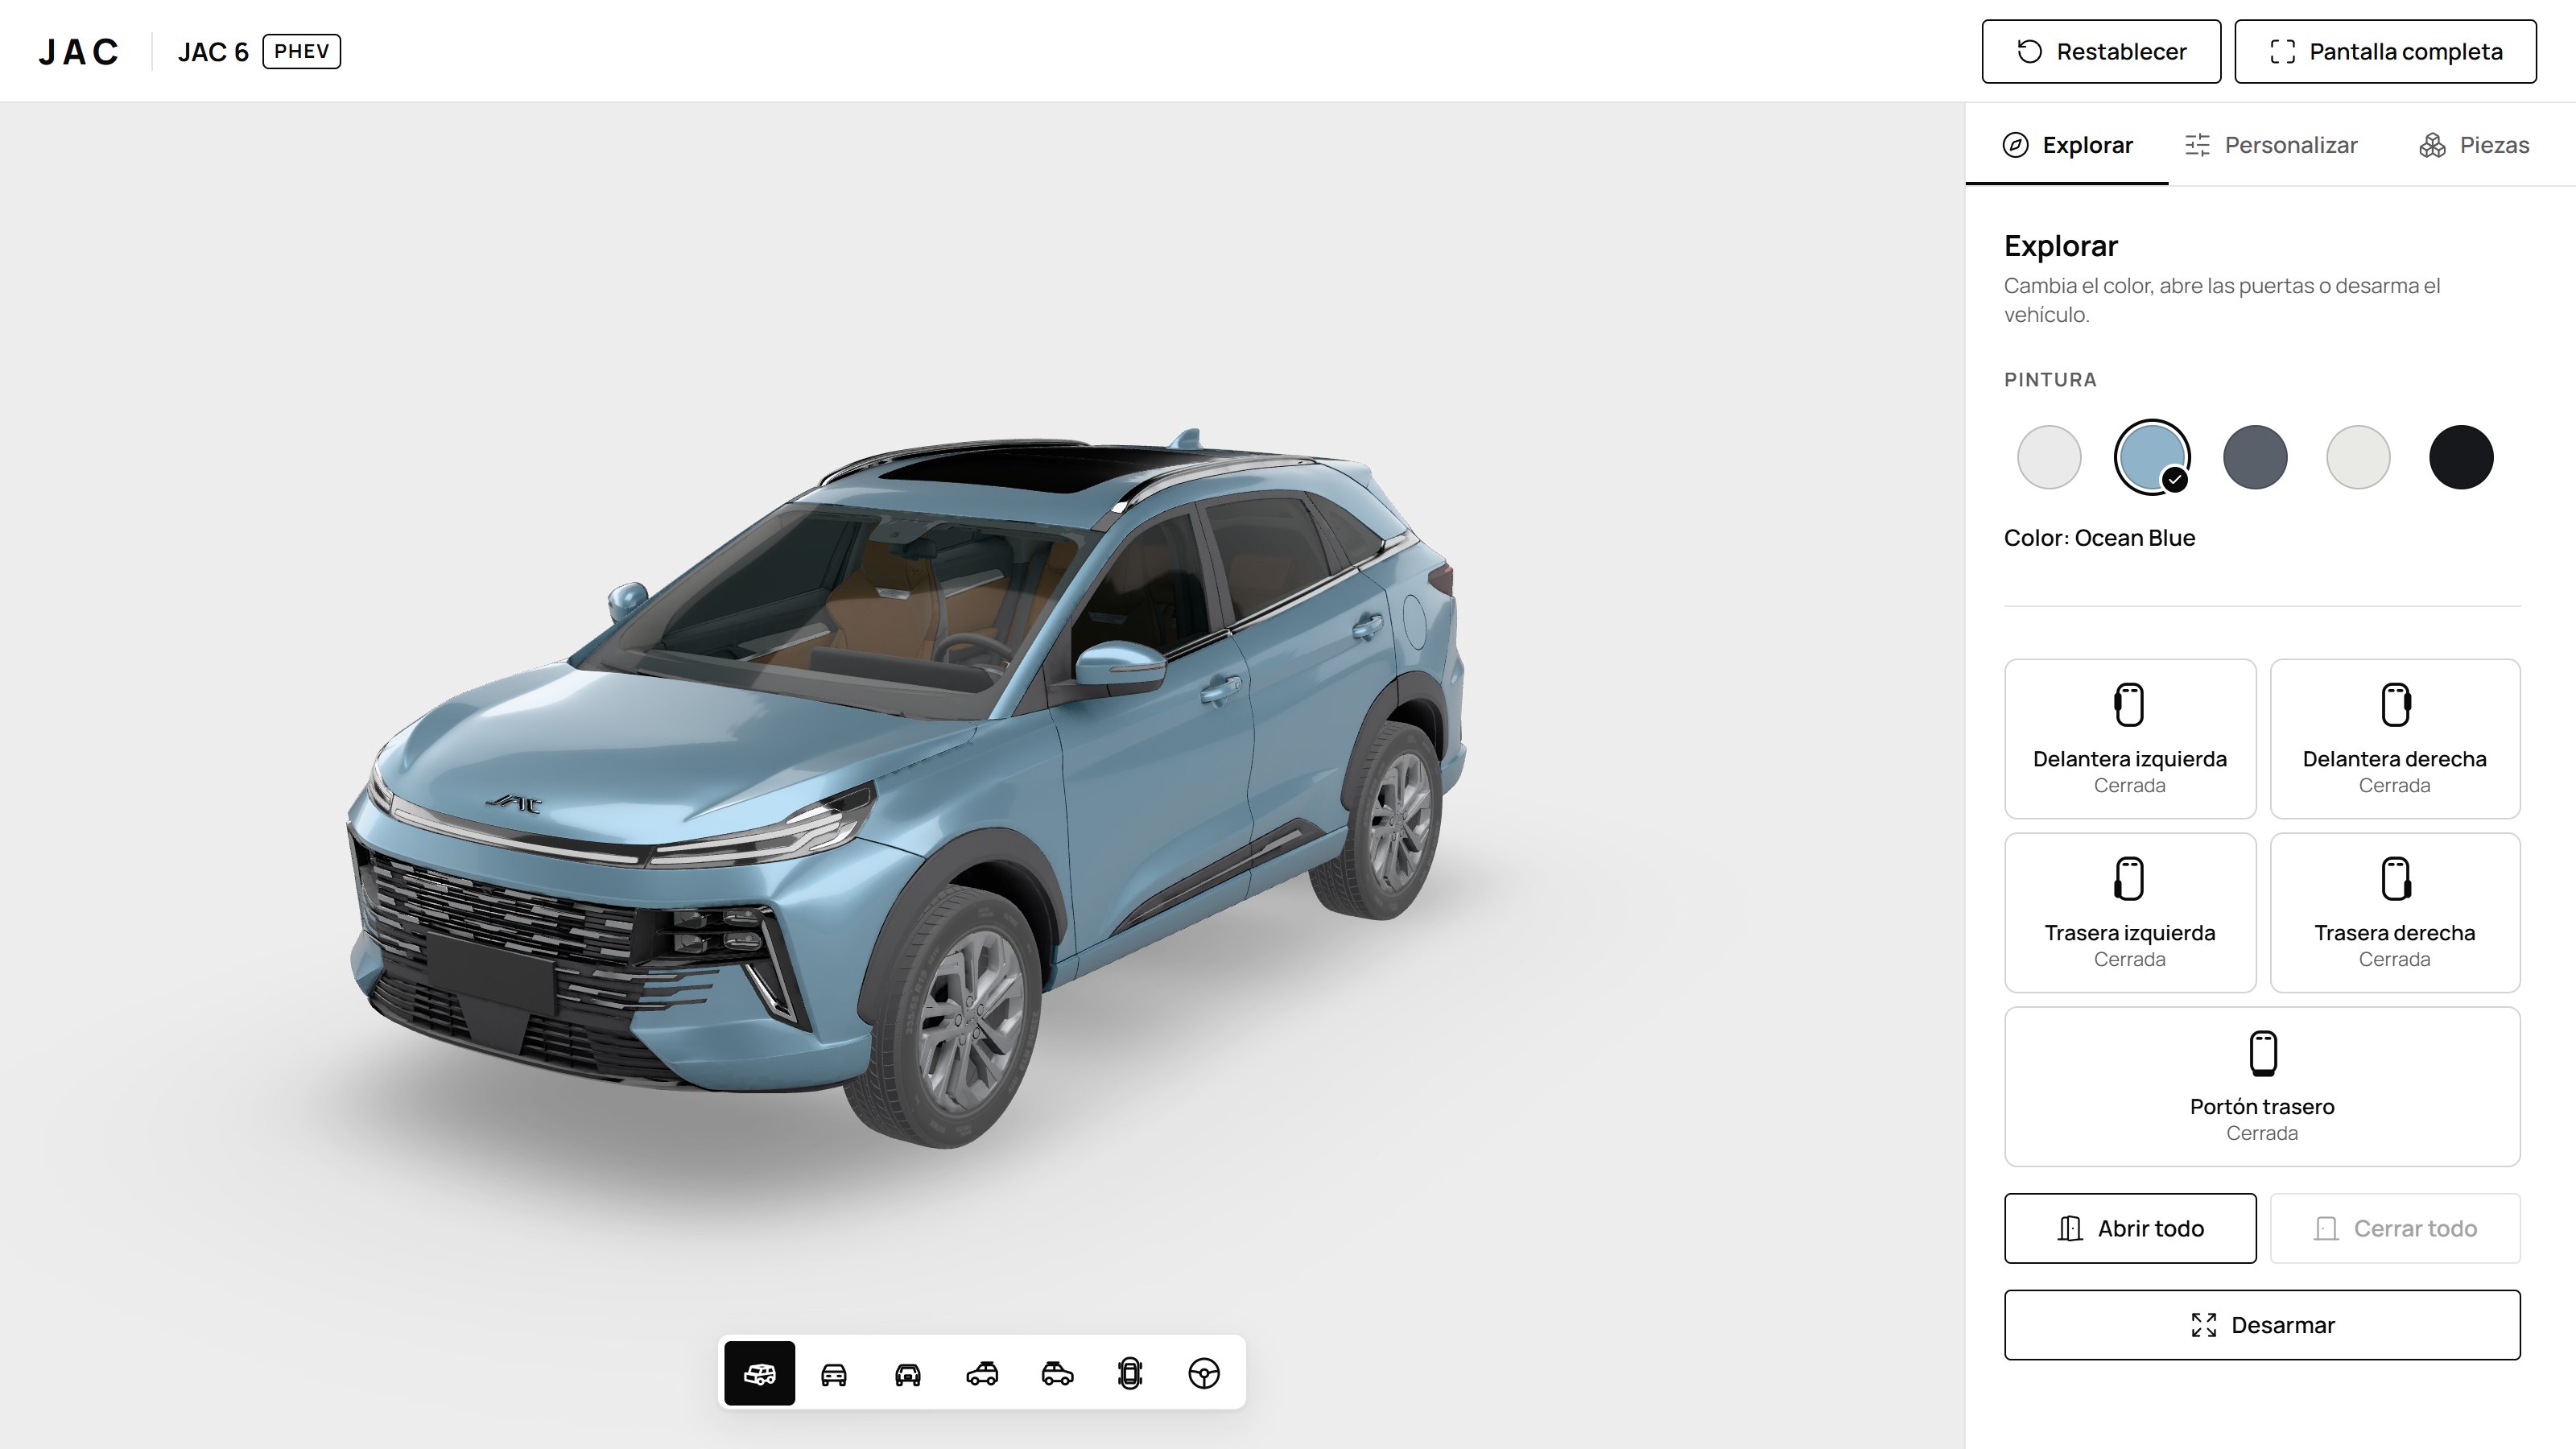 JAC
JAC 6 PHEV
Restablecer
Pantalla completa
Explorar
Personalizar
Piezas
Explorar
Cambia el color, abre las puertas o desarma el
vehículo.
PINTURA
Color: Ocean Blue
Delantera izquierda
Cerrada
Delantera derecha
Cerrada
Trasera izquierda
Cerrada
Trasera derecha
Cerrada
Portón trasero
Cerrada
Abrir todo
Cerrar todo
Desarmar
JAC